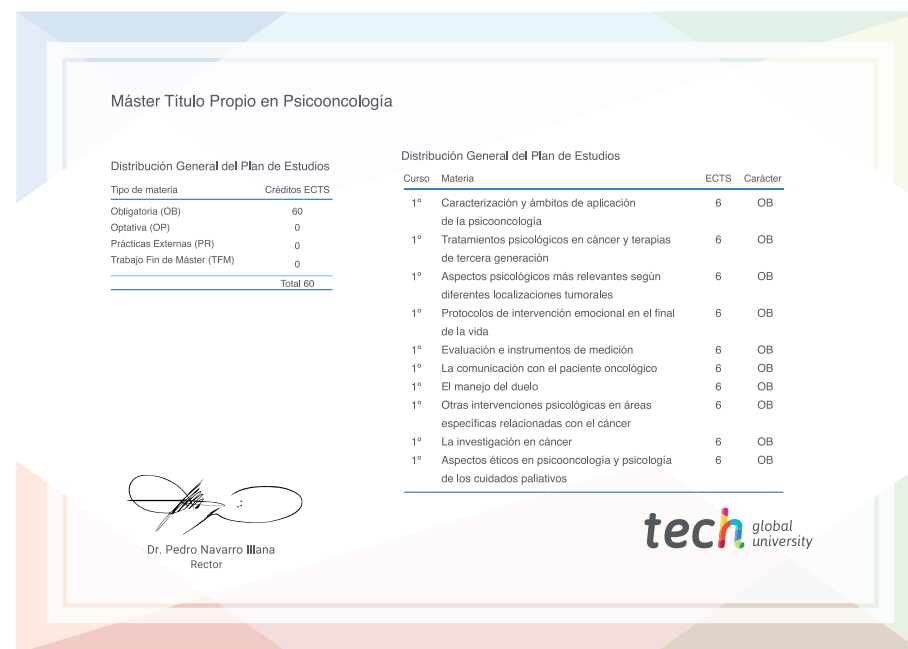 Máster Título Propio en Psicooncología
Distribución General del Plan de Estudios
Tipo de materia Créditos ECTS
Obligatoria (OB) 60
Optativa (OP) 0
Prácticas Externas (PR) 0
Trabajo Fin de Máster (TFM) 0
Total 60
Distribución General del Plan de Estudios
Curso Materia ECTS Carácter
1º Caracterización y ámbitos de aplicación 6 OB
de la psicooncología
1º Tratamientos psicológicos en cáncer y terapias 6 OB
de tercera generación
1º Aspectos psicológicos más relevantes según 6 OB
diferentes localizaciones tumorales
1º Protocolos de intervención emocional en el final 6 OB
de la vida
1º Evaluación e instrumentos de medición 6 OB
1º La comunicación con el paciente oncológico 6 OB
1º El manejo del duelo 6 OB
1º Otras intervenciones psicológicas en áreas 6 OB
específicas relacionadas con el cáncer
1º La investigación en cáncer 6 OB
1º Aspectos éticos en psicooncología y psicología 6 OB
de los cuidados paliativos
Dr. Pedro Navarro Illana
Rector
tech global
university